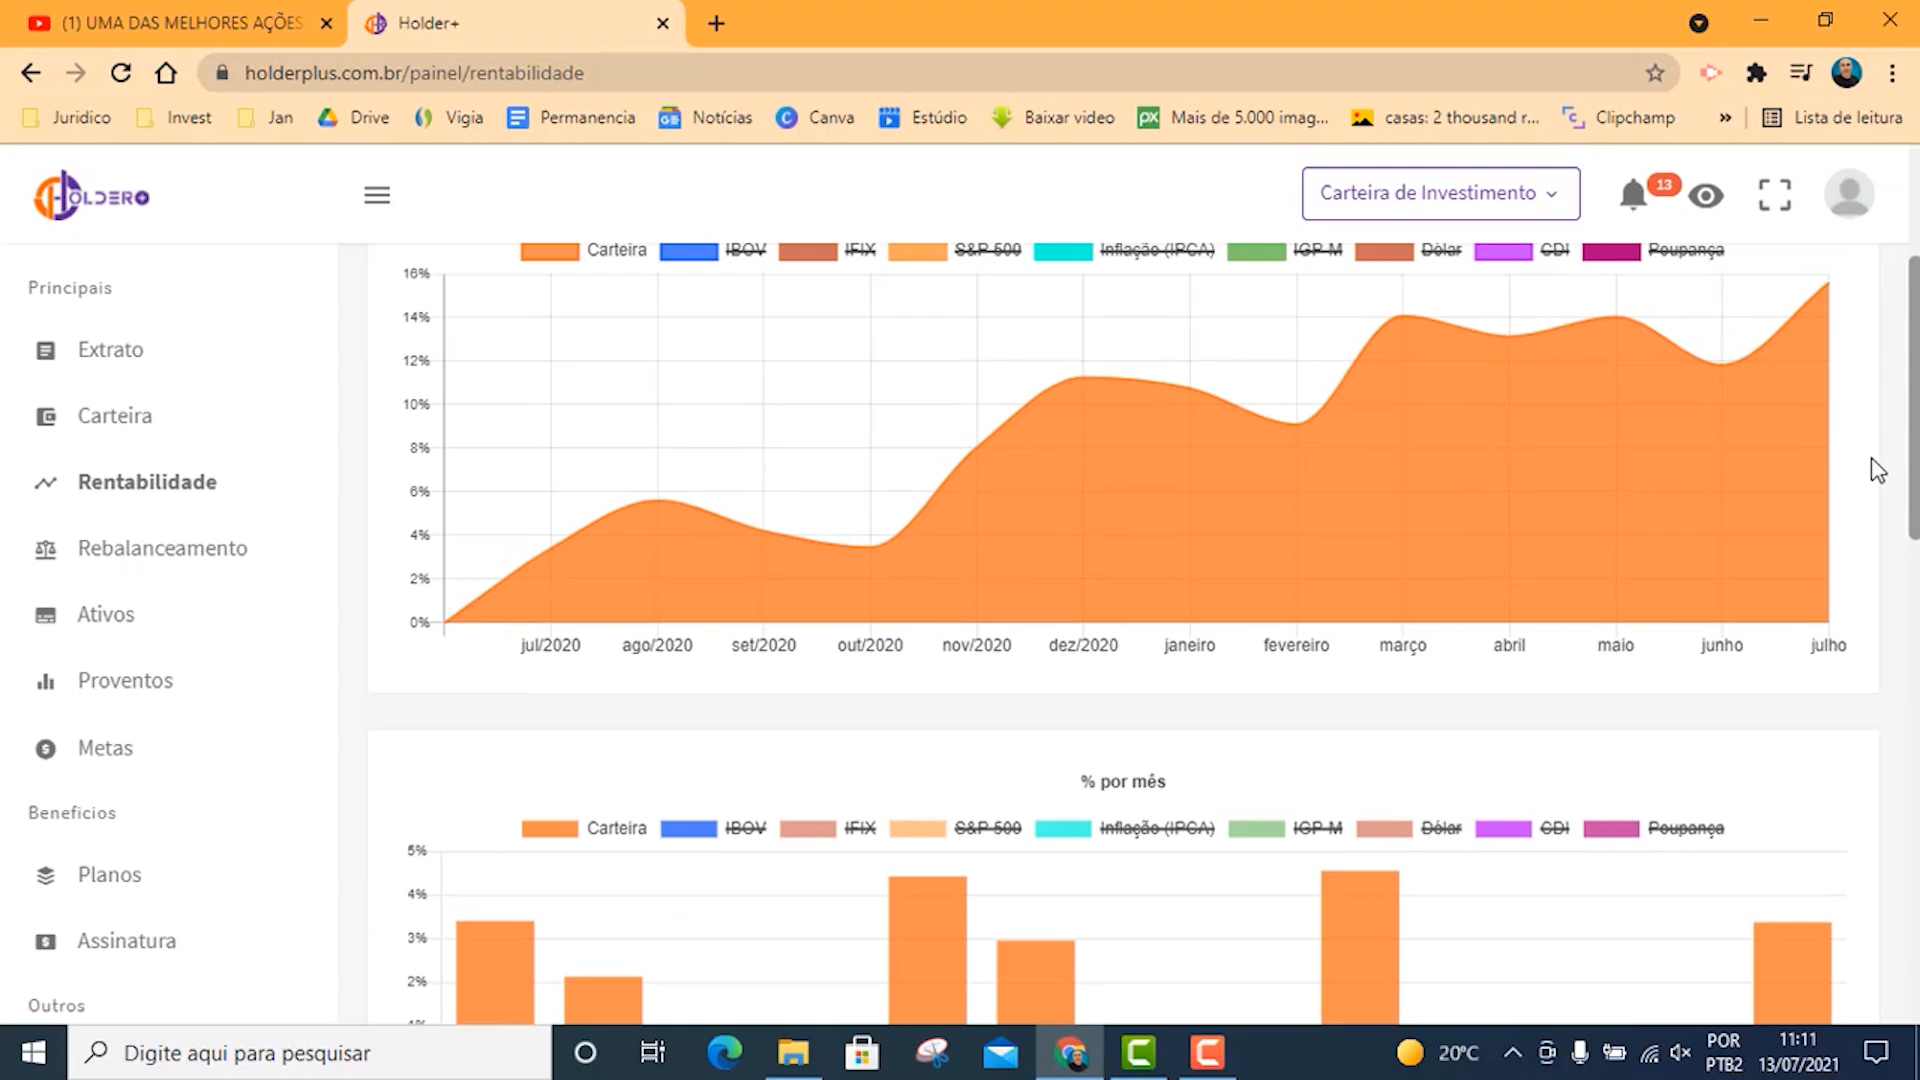 (1) UMA DAS MELHORES AÇÕES
Holder+
holderplus.com.br/painel/rentabilidade
Juridico Invest Jan Drive Vigia Permanencia Notícias Canva Estúdio Baixar video Mais de 5.000 imag... casas: 2 thousand r... Clipchamp » Lista de leitura
HOLDER+
Carteira de Investimento
13
Principais
Extrato
Carteira
Rentabilidade
Rebalanceamento
Ativos
Proventos
Metas
Beneficios
Planos
Assinatura
Outros
Carteira IBOV IFIX S&P 500 Inflação (IPCA) IGP-M Dólar CDI Poupança
16%
14%
12%
10%
8%
6%
4%
2%
0%
jul/2020 ago/2020 set/2020 out/2020 nov/2020 dez/2020 janeiro fevereiro março abril maio junho julho
% por mês
Carteira IBOV IFIX S&P 500 Inflação (IPCA) IGP-M Dólar CDI Poupança
5%
4%
3%
2%
Digite aqui para pesquisar
20°C
POR
PTB2
11:11
13/07/2021